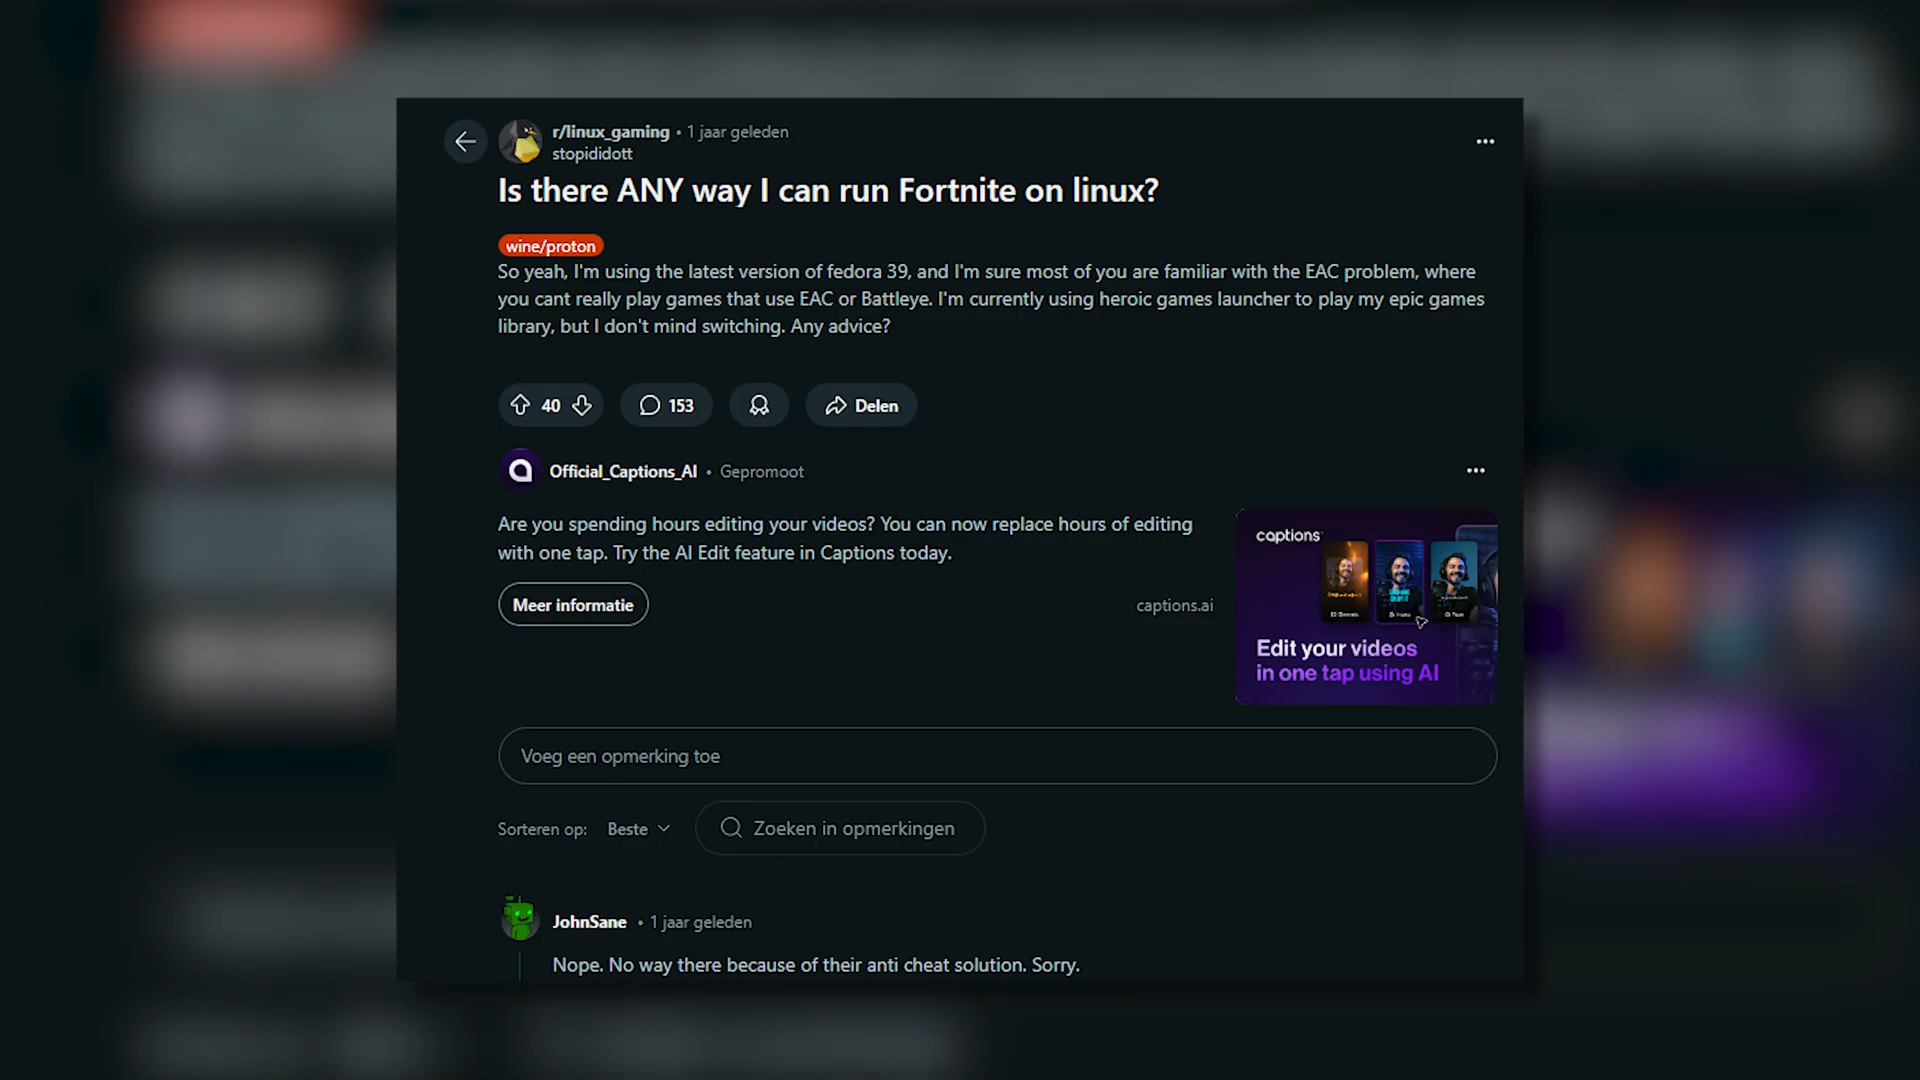 r/linux_gaming • 1 jaar geleden
stopididott
Is there ANY way I can run Fortnite on linux?
wine/proton
So yeah, I'm using the latest version of fedora 39, and I'm sure most of you are familiar with the EAC problem, where
you cant really play games that use EAC or Battleye. I'm currently using heroic games launcher to play my epic games
library, but I don't mind switching. Any advice?
40
153
Delen
Official_Captions_AI • Gepromoot
Are you spending hours editing your videos? You can now replace hours of editing
with one tap. Try the AI Edit feature in Captions today.
Meer informatie
captions.ai
captions
Edit your videos
in one tap using AI
Voeg een opmerking toe
Sorteren op: Beste
Zoeken in opmerkingen
JohnSane • 1 jaar geleden
Nope. No way there because of their anti cheat solution. Sorry.